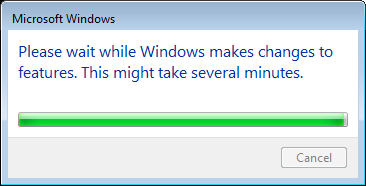 Microsoft Windows
Please wait while Windows makes changes to
features. This might take several minutes.
Cancel